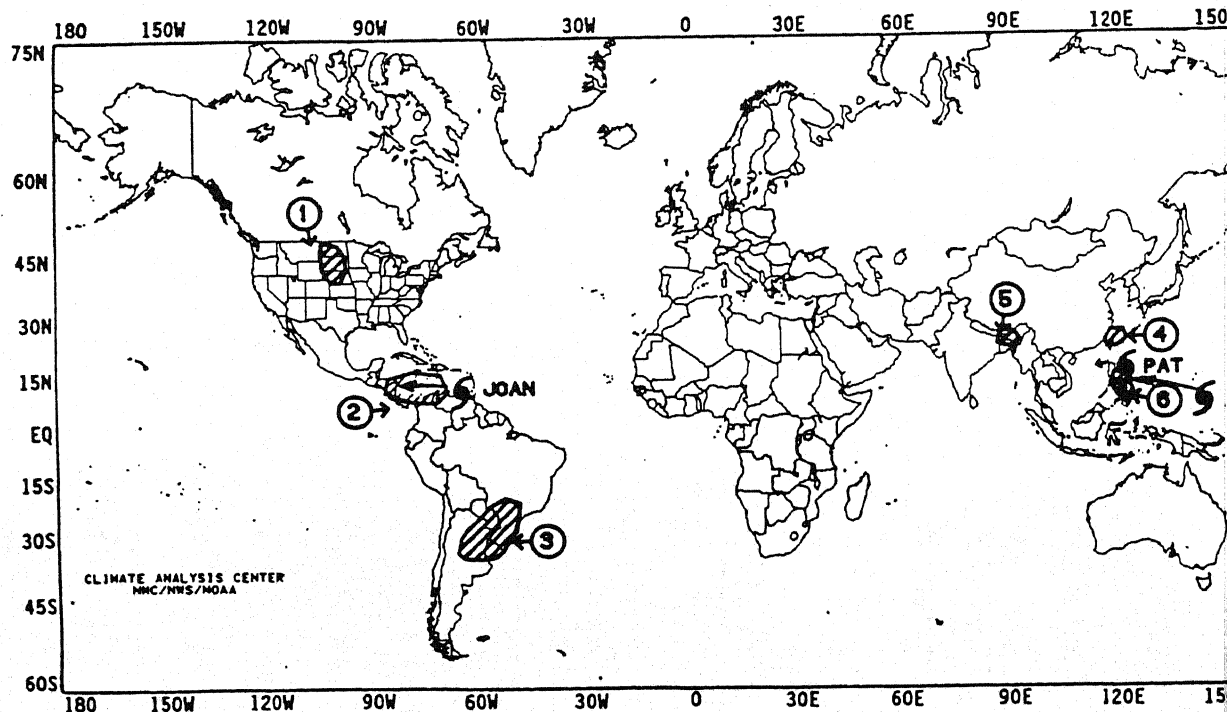 180 150W 120W 90W 60W 30W 0 30E 60E 90E 120E 150
75N
60N
45N
30N
15N
EQ
15S
30S
45S
60S
1
5
4
PAT
JOAN
6
2
3
CLIMATE ANALYSIS CENTER
NMC/NWS/NOAA
180 150W 120W 90W 60W 30W 0 30E 60E 90E 120E 15